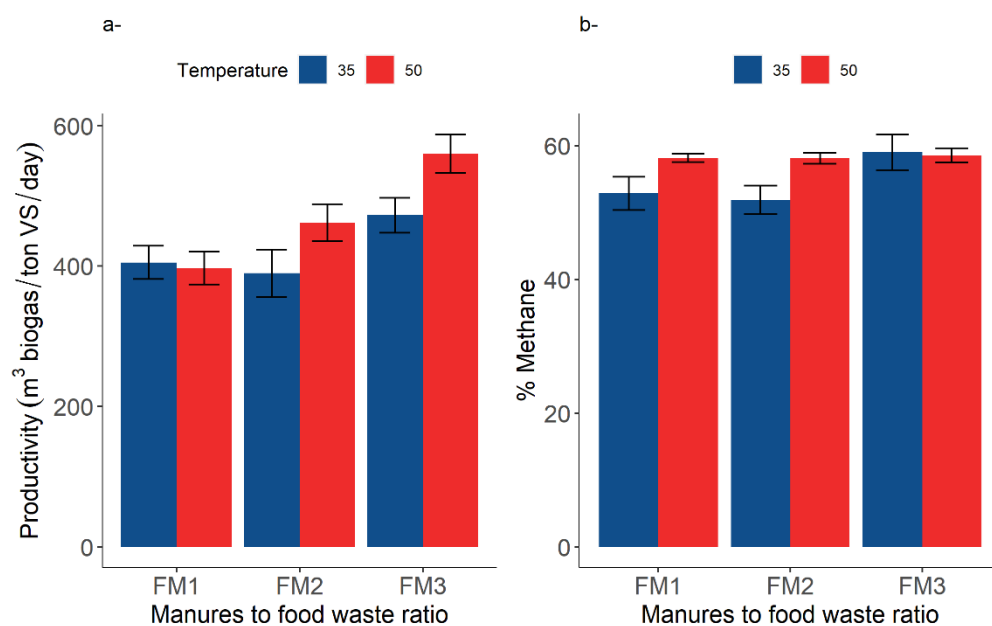 a-
Temperature 35 50
600
400
200
0
Productivity (m³ biogas/ton VS/day)
FM1 FM2 FM3
Manures to food waste ratio
b-
35 50
60
40
20
0
% Methane
FM1 FM2 FM3
Manures to food waste ratio